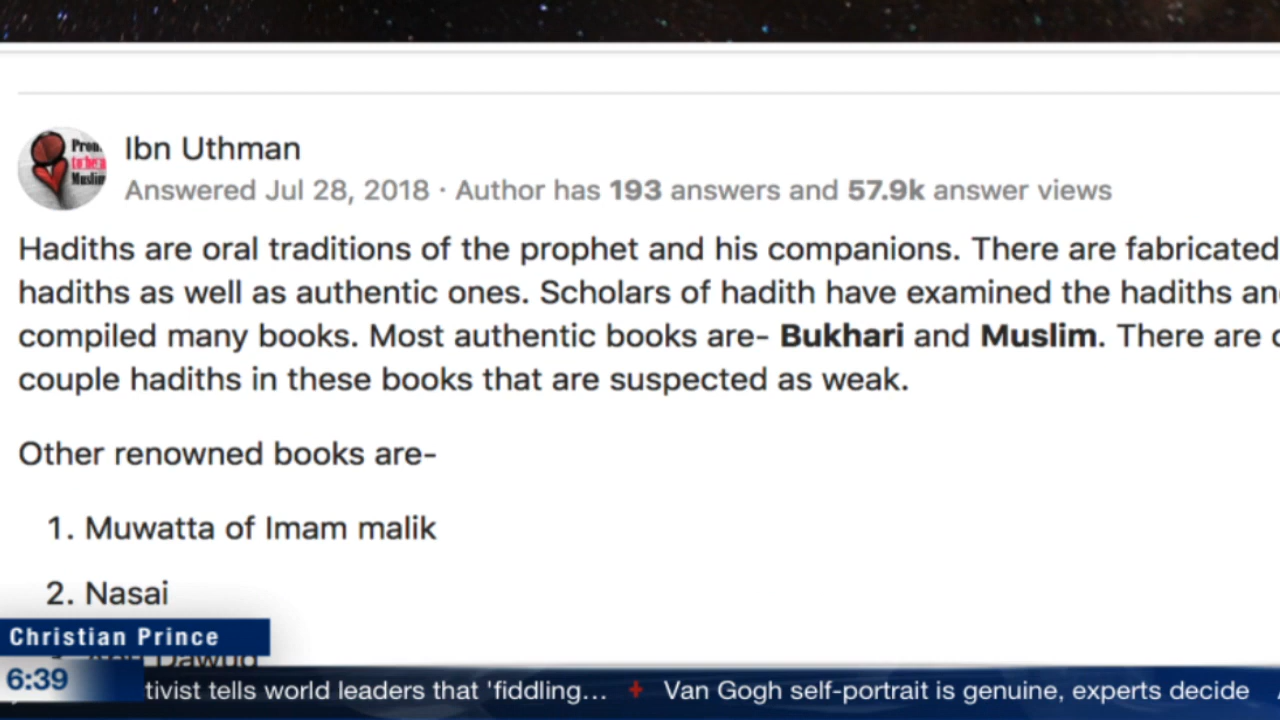 Ibn Uthman
Answered Jul 28, 2018 · Author has 193 answers and 57.9k answer views
Hadiths are oral traditions of the prophet and his companions. There are fabricated
hadiths as well as authentic ones. Scholars of hadith have examined the hadiths
compiled many books. Most authentic books are- Bukhari and Muslim. There are
couple hadiths in these books that are suspected as weak.
Other renowned books are-
1. Muwatta of Imam malik
2. Nasai
Christian Prince
6:39
tivist tells world leaders that 'fiddling... + Van Gogh self-portrait is genuine, experts decide